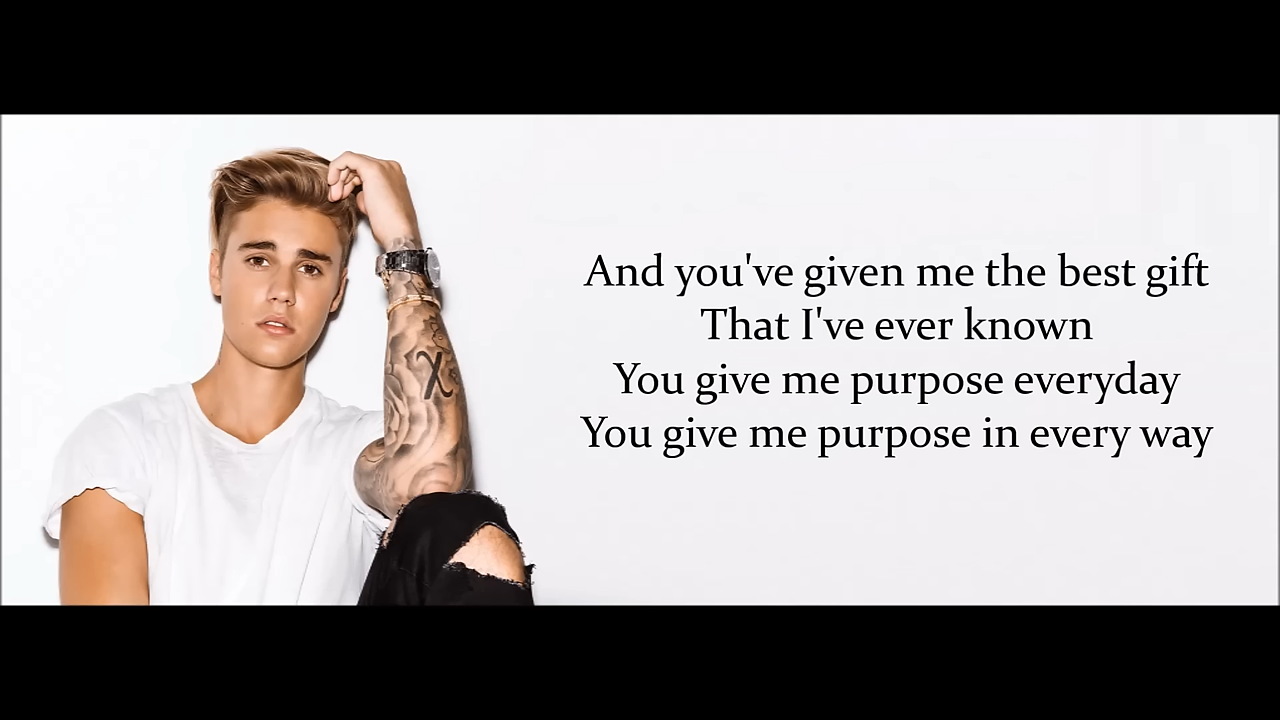 And you've given me the best gift
That I've ever known
You give me purpose everyday
You give me purpose in every way